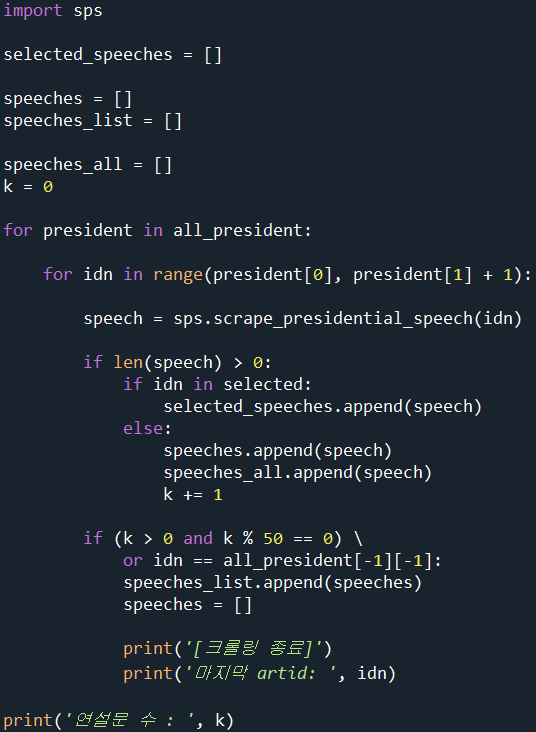 import sps
selected_speeches = []
speeches = []
speeches_list = []
speeches_all = []
k = 0
for president in all_president:
    for idn in range(president[0], president[1] + 1):
        speech = sps.scrape_presidential_speech(idn)
        if len(speech) > 0:
            if idn in selected:
                selected_speeches.append(speech)
            else:
                speeches.append(speech)
                speeches_all.append(speech)
                k += 1
        if (k > 0 and k % 50 == 0) \
            or idn == all_president[-1][-1]:
            speeches_list.append(speeches)
            speeches = []
            print('[크롤링 종료]')
            print('마지막 artid: ', idn)
print('연설문 수 : ', k)